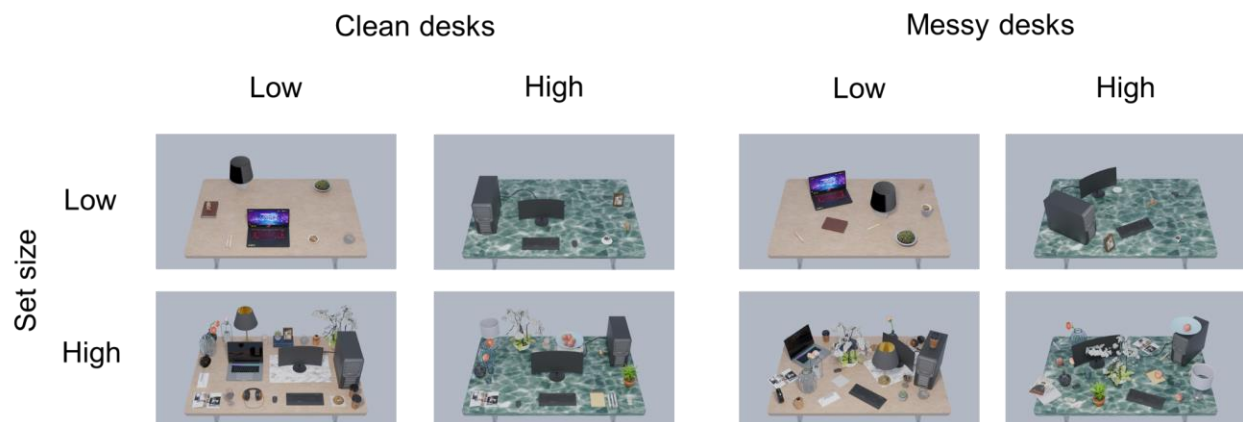 Clean desks Messy desks
Low High Low High
Low
Set size
High